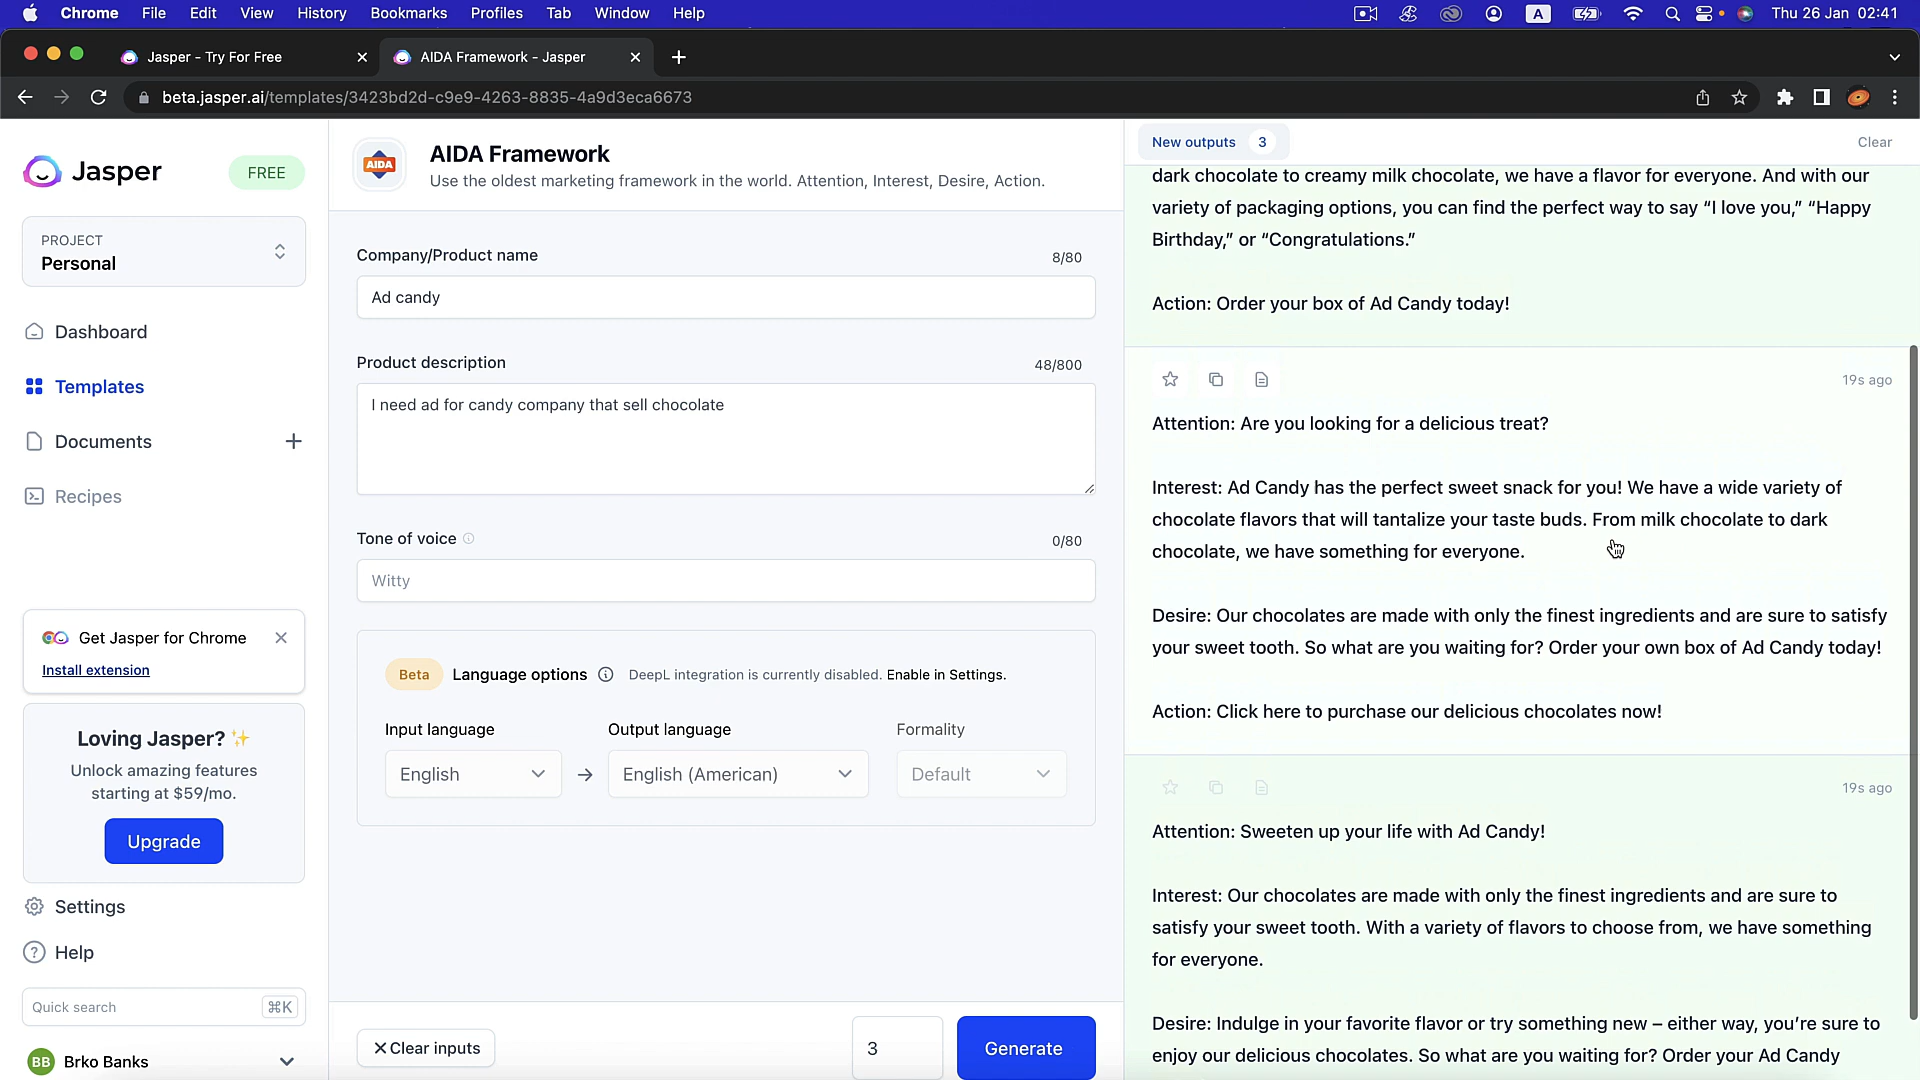 Chrome File Edit View History Bookmarks Profiles Tab Window Help
A
Thu 26 Jan 02:41
Jasper - Try For Free
AIDA Framework - Jasper
beta.jasper.ai/templates/3423bd2d-c9e9-4263-8835-4a9d3eca6673
Jasper
FREE
PROJECT
Personal
Dashboard
Templates
Documents
Recipes
Get Jasper for Chrome
Install extension
Loving Jasper? ✨
Unlock amazing features
starting at $59/mo.
Upgrade
Settings
Help
Quick search ⌘K
BB Brko Banks
AIDA
AIDA Framework
Use the oldest marketing framework in the world. Attention, Interest, Desire, Action.
Company/Product name 8/80
Ad candy
Product description 48/800
I need ad for candy company that sell chocolate
Tone of voice 0/80
Witty
Beta Language options DeepL integration is currently disabled. Enable in Settings.
Input language Output language Formality
English → English (American) Default
Clear inputs 3 Generate
New outputs 3 Clear
dark chocolate to creamy milk chocolate, we have a flavor for everyone. And with our
variety of packaging options, you can find the perfect way to say “I love you,” “Happy
Birthday,” or “Congratulations.”
Action: Order your box of Ad Candy today!
19s ago
Attention: Are you looking for a delicious treat?
Interest: Ad Candy has the perfect sweet snack for you! We have a wide variety of
chocolate flavors that will tantalize your taste buds. From milk chocolate to dark
chocolate, we have something for everyone.
Desire: Our chocolates are made with only the finest ingredients and are sure to satisfy
your sweet tooth. So what are you waiting for? Order your own box of Ad Candy today!
Action: Click here to purchase our delicious chocolates now!
19s ago
Attention: Sweeten up your life with Ad Candy!
Interest: Our chocolates are made with only the finest ingredients and are sure to
satisfy your sweet tooth. With a variety of flavors to choose from, we have something
for everyone.
Desire: Indulge in your favorite flavor or try something new – either way, you’re sure to
enjoy our delicious chocolates. So what are you waiting for? Order your Ad Candy